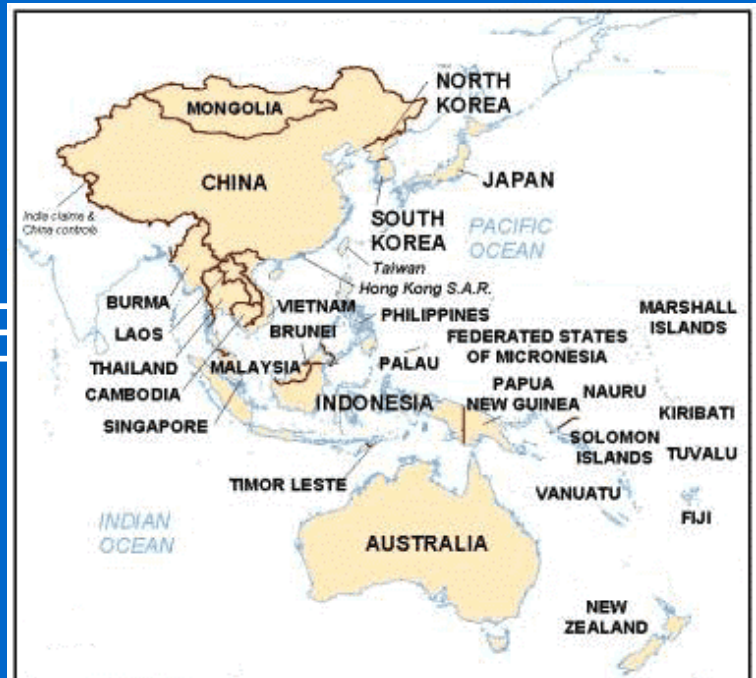 NORTH
KOREA
MONGOLIA
CHINA
JAPAN
India claims &
China controls
SOUTH
KOREA
PACIFIC
OCEAN
Taiwan
Hong Kong S.A.R.
BURMA
VIETNAM
PHILIPPINES
MARSHALL
ISLANDS
LAOS
BRUNEI
FEDERATED STATES
OF MICRONESIA
THAILAND
MALAYSIA
PALAU
CAMBODIA
INDONESIA
PAPUA
NEW GUINEA
NAURU
KIRIBATI
SINGAPORE
SOLOMON
ISLANDS
TUVALU
TIMOR LESTE
VANUATU
FIJI
INDIAN
OCEAN
AUSTRALIA
NEW
ZEALAND